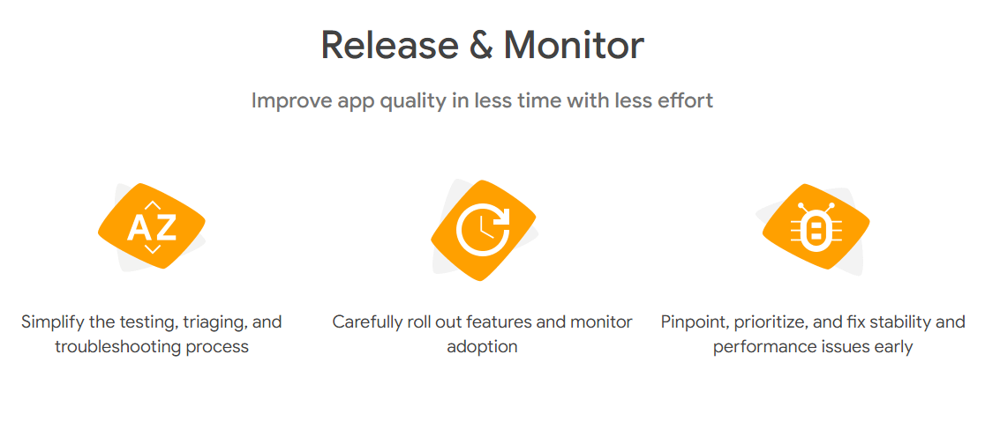 Release & Monitor
Improve app quality in less time with less effort
AZ
Simplify the testing, triaging, and
troubleshooting process
Carefully roll out features and monitor
adoption
Pinpoint, prioritize, and fix stability and
performance issues early